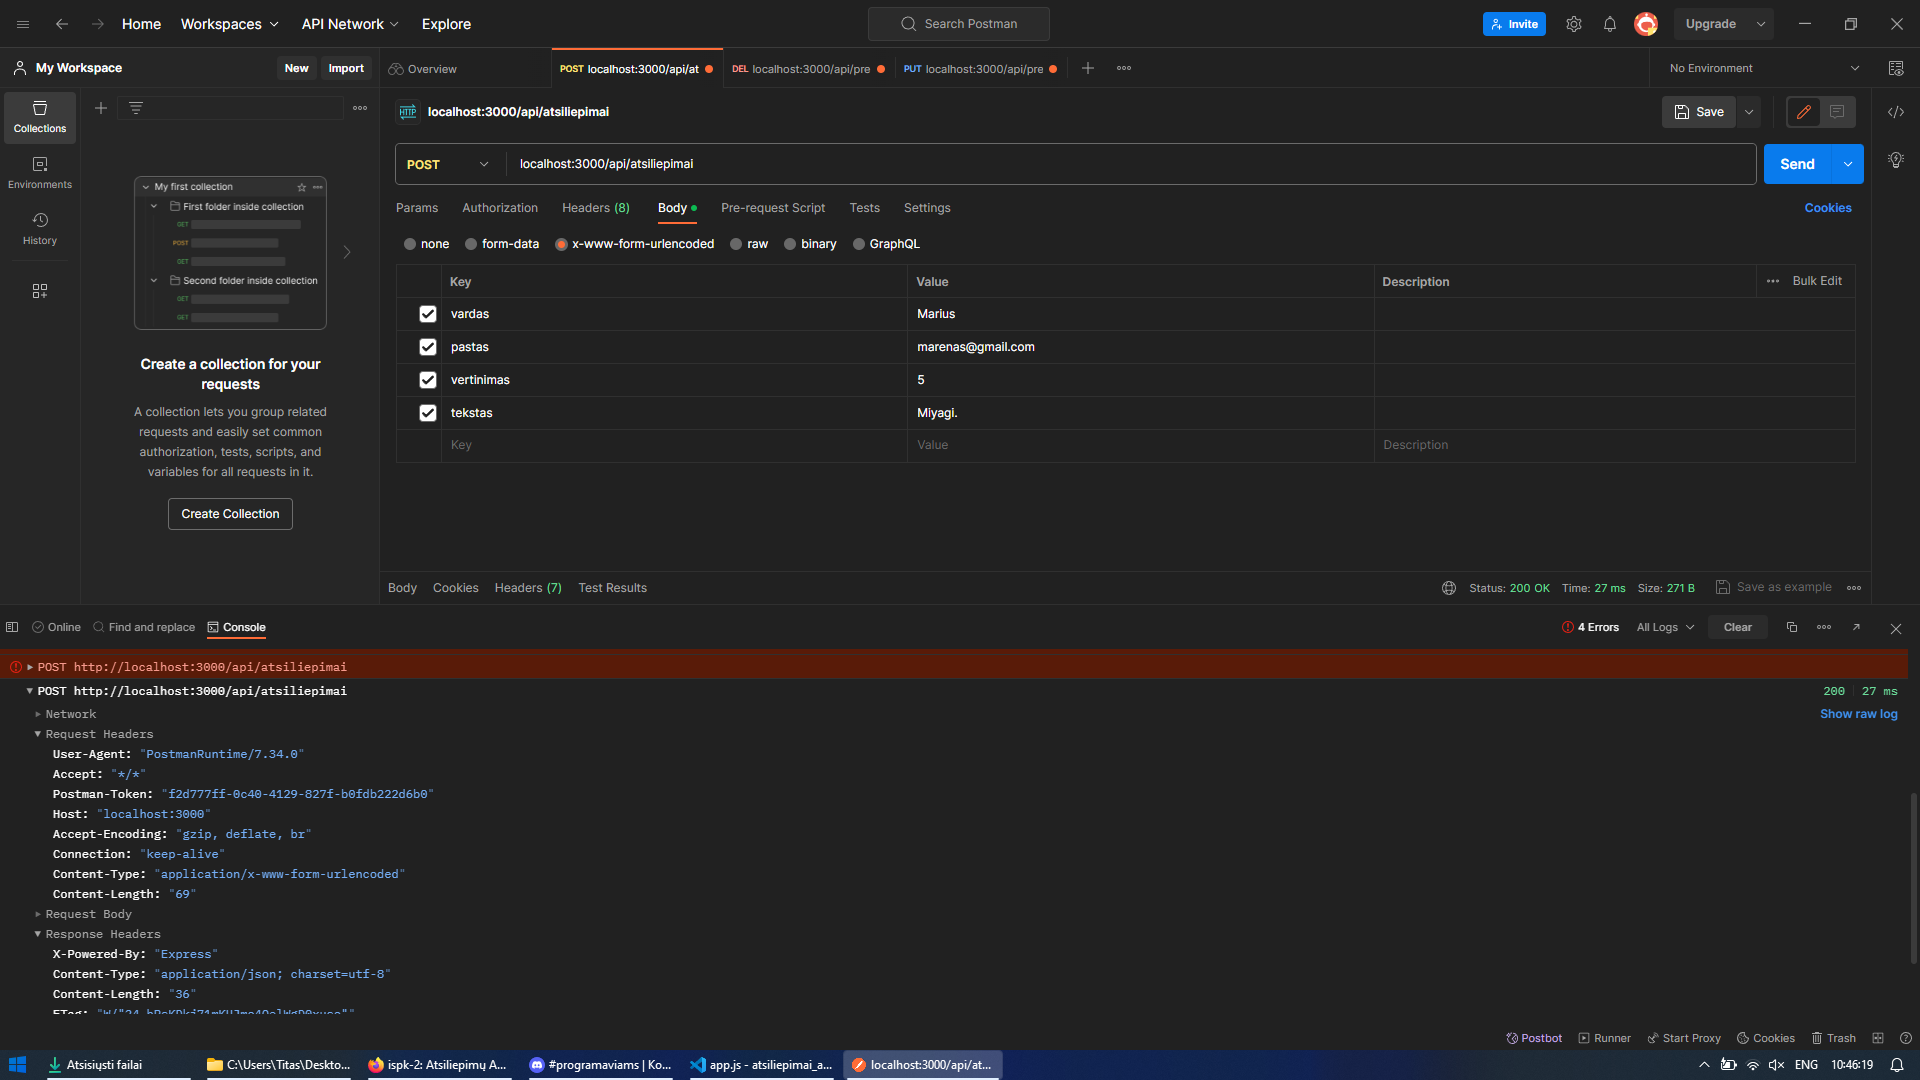 Home
Workspaces
API Network
Explore
Search Postman
Invite
Upgrade
My Workspace
New
Import
Overview
POST localhost:3000/api/at
DEL localhost:3000/api/pre
PUT localhost:3000/api/pre
No Environment
Collections
Environments
History
My first collection
First folder inside collection
GET
POST
GET
Second folder inside collection
GET
GET
Create a collection for your
requests
A collection lets you group related
requests and easily set common
authorization, tests, scripts, and
variables for all requests in it.
Create Collection
HTTP localhost:3000/api/atsiliepimai
Save
POST
localhost:3000/api/atsiliepimai
Send
Params
Authorization
Headers (8)
Body
Pre-request Script
Tests
Settings
Cookies
none
form-data
x-www-form-urlencoded
raw
binary
GraphQL
Key Value Description
Bulk Edit
vardas Marius
pastas marenas@gmail.com
vertinimas 5
tekstas Miyagi.
Key Value Description
Body
Cookies
Headers (7)
Test Results
Status: 200 OK
Time: 27 ms
Size: 271 B
Save as example
Online
Find and replace
Console
4 Errors
All Logs
Clear
POST http://localhost:3000/api/atsiliepimai
POST http://localhost:3000/api/atsiliepimai
200
27 ms
Network
Show raw log
Request Headers
User-Agent: "PostmanRuntime/7.34.0"
Accept: "*/*"
Postman-Token: "f2d777ff-0c40-4129-827f-b0fdb222d6b0"
Host: "localhost:3000"
Accept-Encoding: "gzip, deflate, br"
Connection: "keep-alive"
Content-Type: "application/x-www-form-urlencoded"
Content-Length: "69"
Request Body
Response Headers
X-Powered-By: "Express"
Content-Type: "application/json; charset=utf-8"
Content-Length: "36"
Postbot
Runner
Start Proxy
Cookies
Trash
Atsisiųsti failai
C:\Users\Titas\Deskto...
ispk-2: Atsiliepimų A...
#programaviams | Ko...
app.js - atsiliepimai_a...
localhost:3000/api/at...
ENG
10:46:19